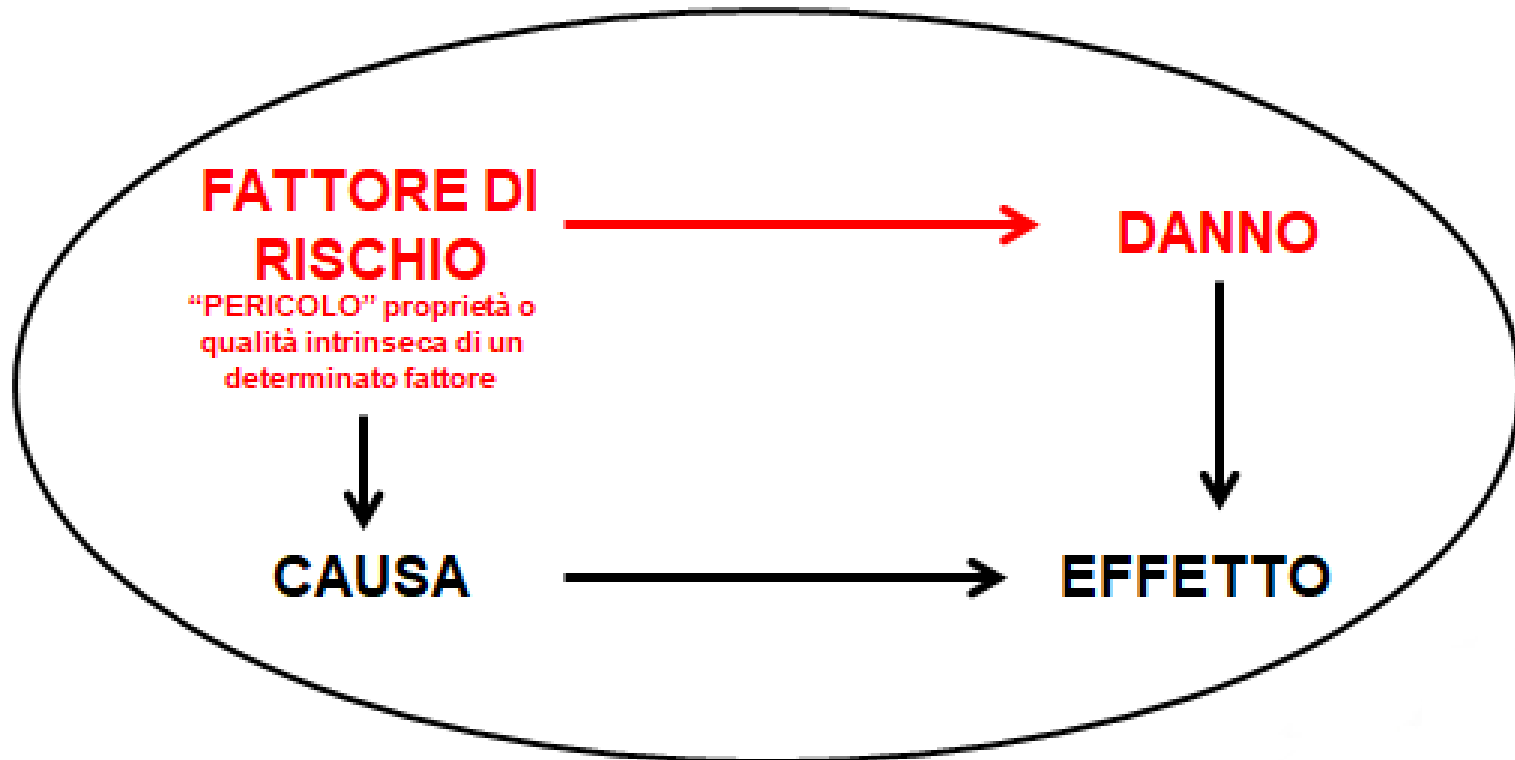 FATTORE DI
RISCHIO
“PERICOLO” proprietà o
qualità intrinseca di un
determinato fattore
DANNO
CAUSA
EFFETTO